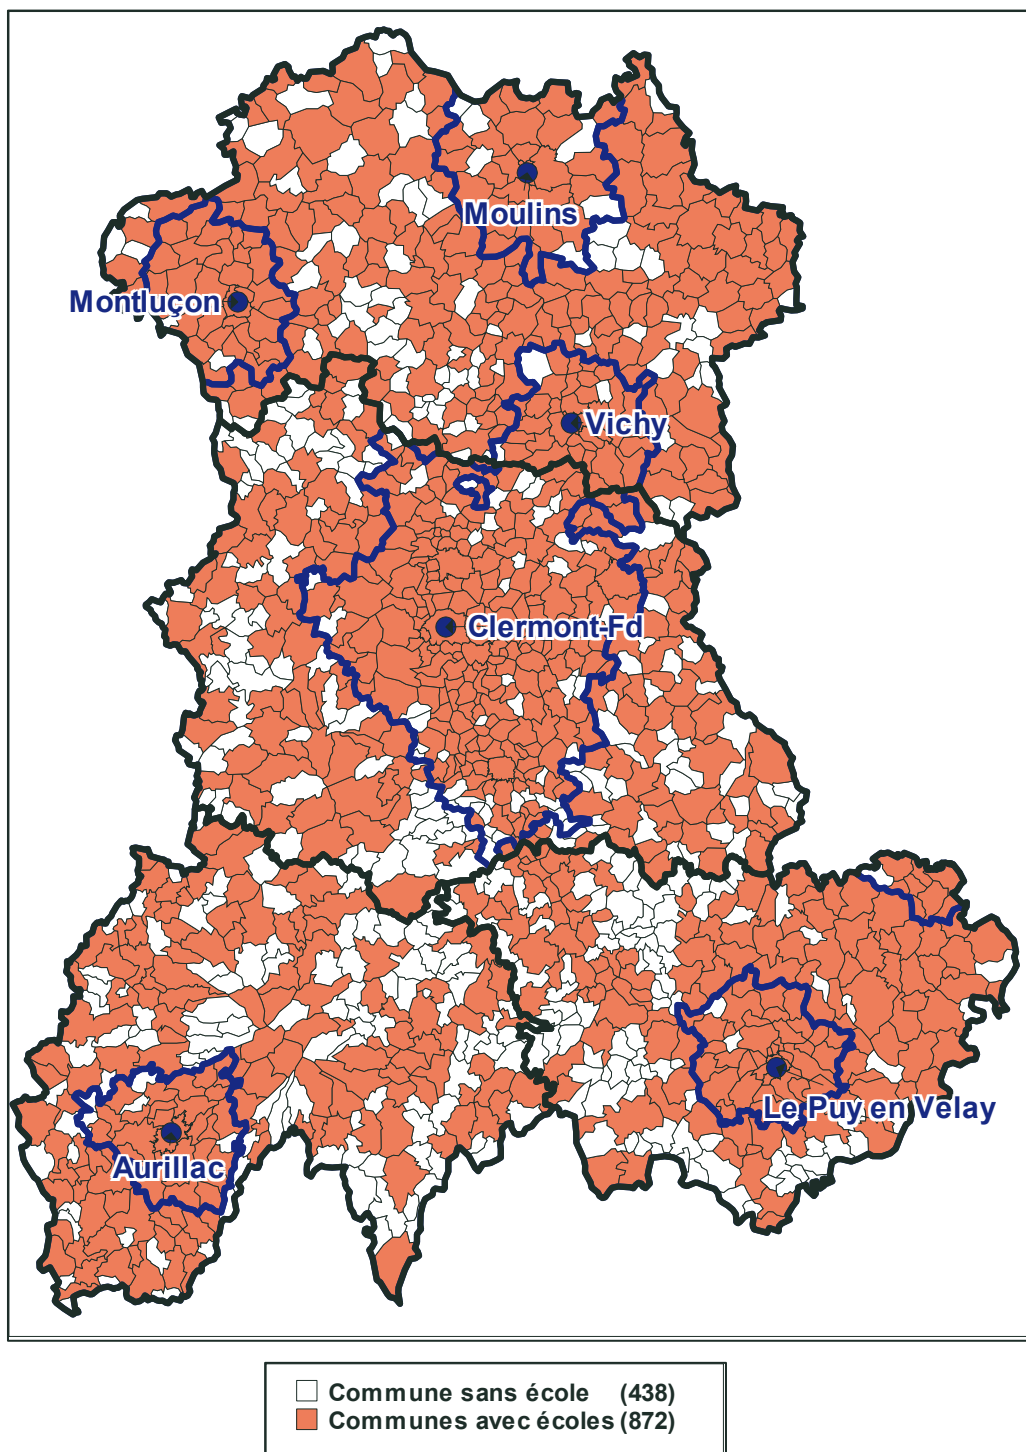 Moulins
Montluçon
Vichy
Clermont-Fd
Le Puy en Velay
Aurillac
Commune sans école (438)
Communes avec écoles (872)